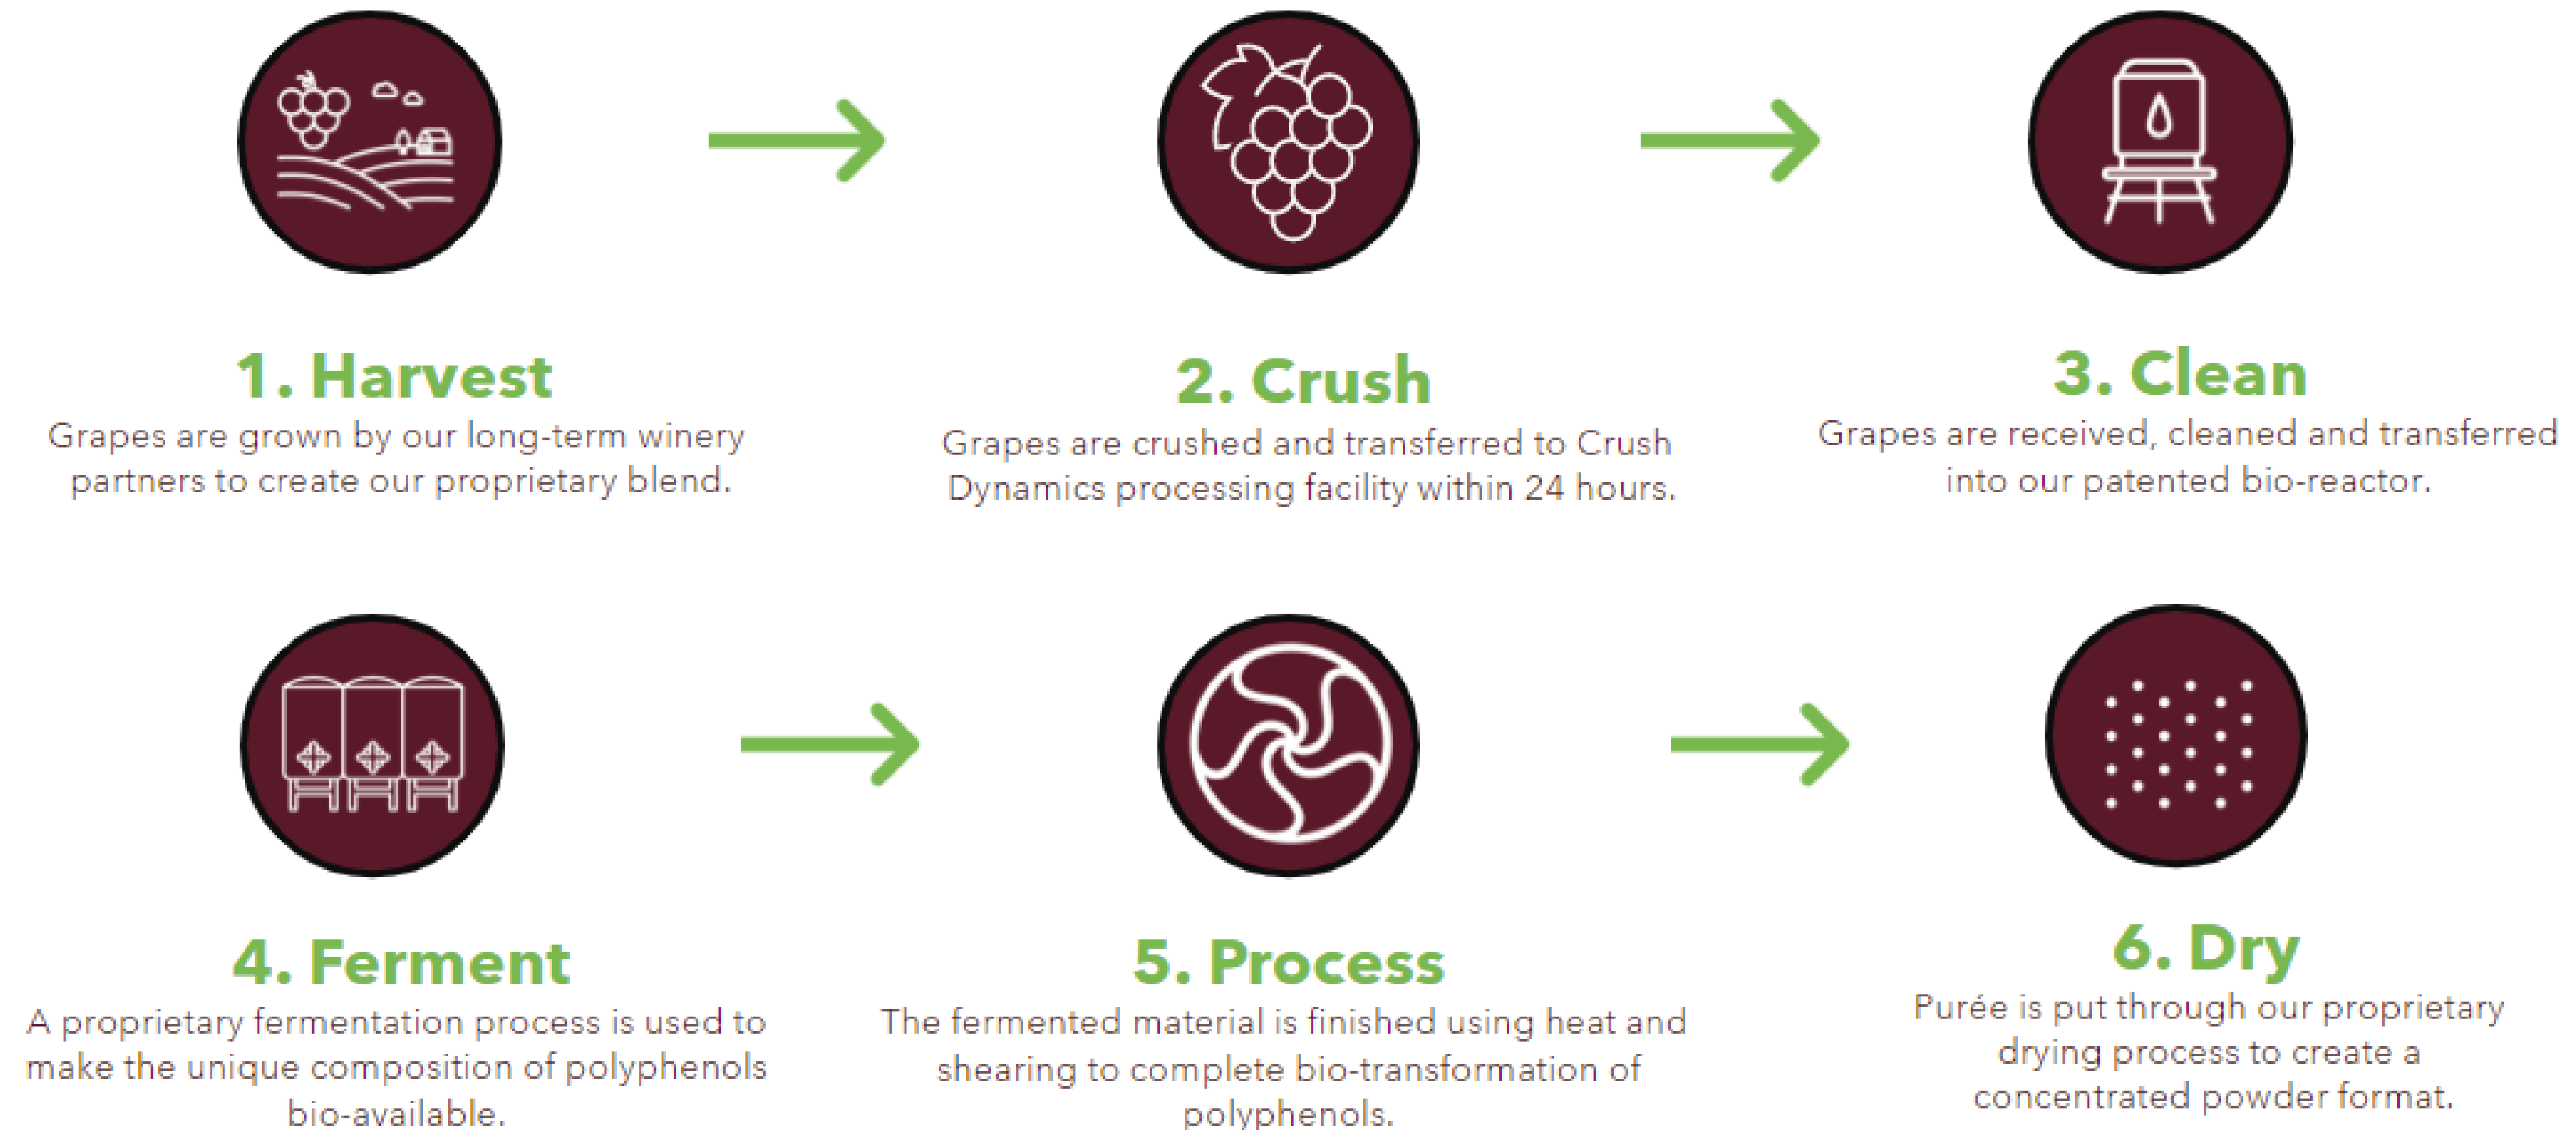 1. Harvest
Grapes are grown by our long-term winery
partners to create our proprietary blend.
2. Crush
Grapes are crushed and transferred to Crush
Dynamics processing facility within 24 hours.
3. Clean
Grapes are received, cleaned and transferred
into our patented bio-reactor.
4. Ferment
A proprietary fermentation process is used to
make the unique composition of polyphenols
bio-available.
5. Process
The fermented material is finished using heat and
shearing to complete bio-transformation of
polyphenols.
6. Dry
Purée is put through our proprietary
drying process to create a
concentrated powder format.